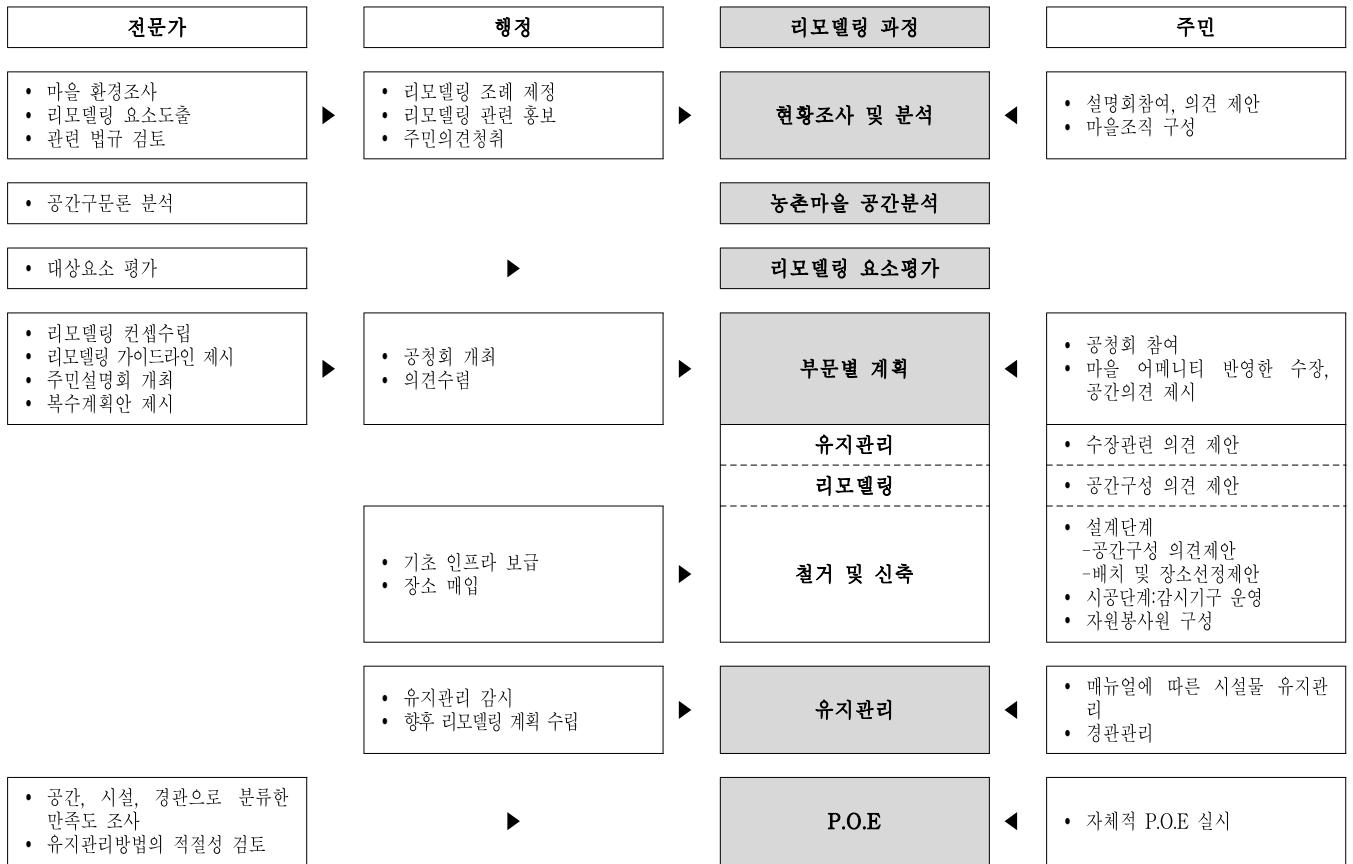 전문가
행정
리모델링 과정
주민
• 마을 환경조사
• 리모델링 요소도출
• 관련 법규 검토
• 리모델링 조례 제정
• 리모델링 관련 홍보
• 주민의견청취
현황조사 및 분석
• 설명회참여, 의견 제안
• 마을조직 구성
• 공간구문론 분석
농촌마을 공간분석
• 대상요소 평가
리모델링 요소평가
• 리모델링 컨셉수립
• 리모델링 가이드라인 제시
• 주민설명회 개최
• 복수계획안 제시
• 공청회 개최
• 의견수렴
부문별 계획
• 공청회 참여
• 마을 어메니티 반영한 수장,
공간의견 제시
유지관리
• 수장관련 의견 제안
리모델링
• 공간구성 의견 제안
• 기초 인프라 보급
• 장소 매입
철거 및 신축
• 설계단계
-공간구성 의견제안
-배치 및 장소선정제안
• 시공단계:감시기구 운영
• 자원봉사원 구성
• 유지관리 감시
• 향후 리모델링 계획 수립
유지관리
• 매뉴얼에 따른 시설물 유지관
리
• 경관관리
• 공간, 시설, 경관으로 분류한
만족도 조사
• 유지관리방법의 적절성 검토
P.O.E
• 자체적 P.O.E 실시